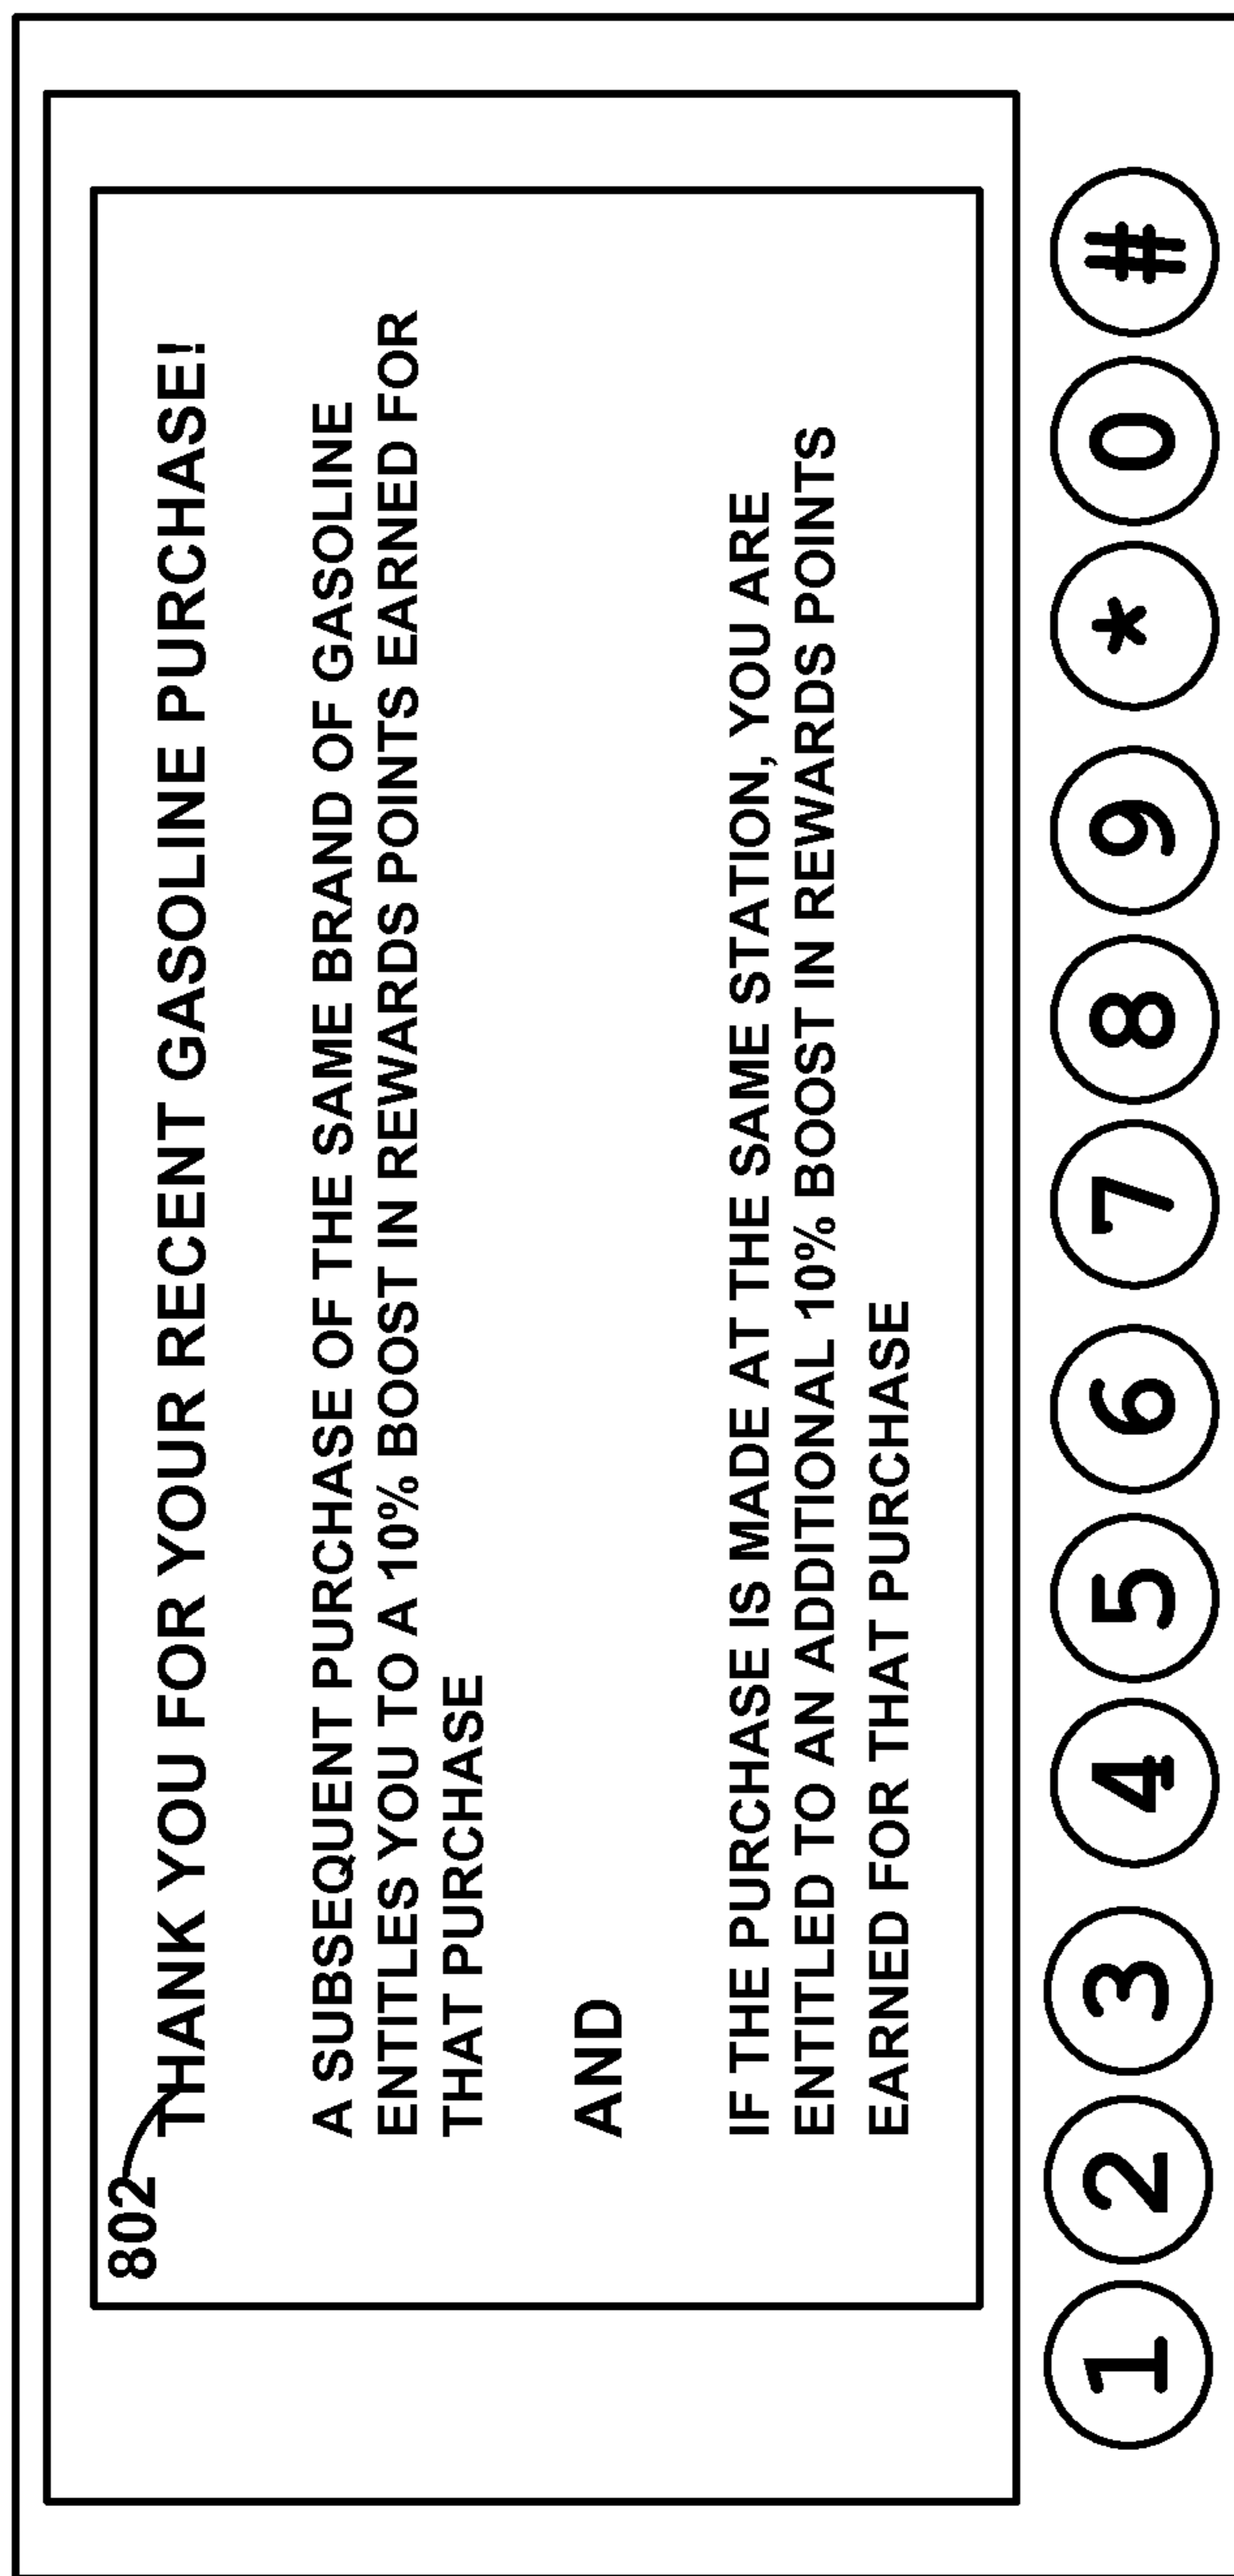 802
THANK YOU FOR YOUR RECENT GASOLINE PURCHASE!
A SUBSEQUENT PURCHASE OF THE SAME BRAND OF GASOLINE
ENTITLES YOU TO A 10% BOOST IN REWARDS POINTS EARNED FOR
THAT PURCHASE
AND
IF THE PURCHASE IS MADE AT THE SAME STATION, YOU ARE
ENTITLED TO AN ADDITIONAL 10% BOOST IN REWARDS POINTS
EARNED FOR THAT PURCHASE
1 2 3 4 5 6 7 8 9 * 0 #